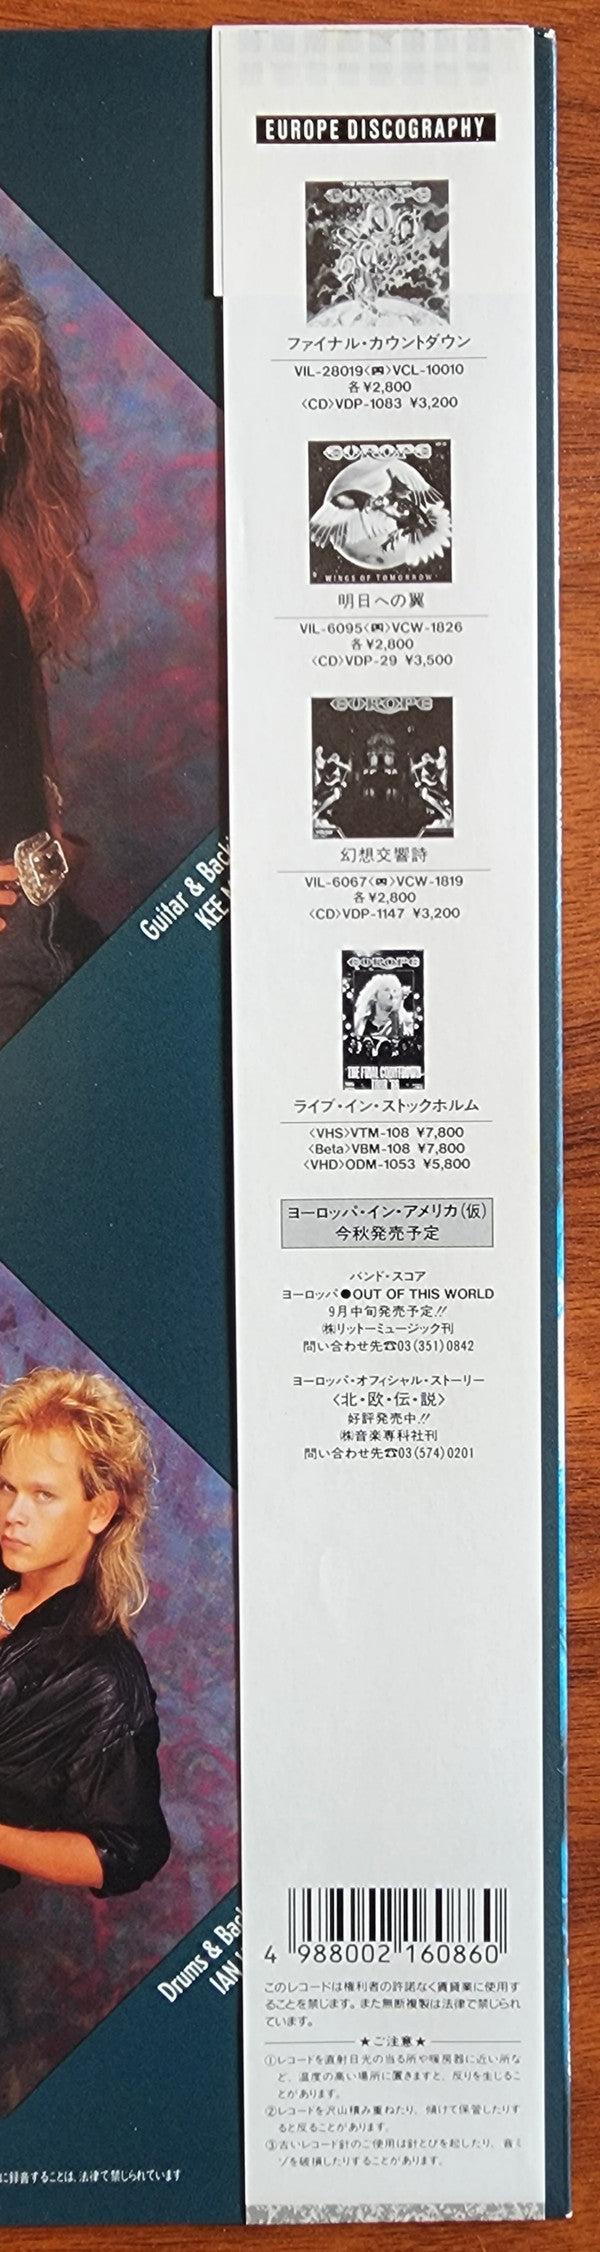 EUROPE DISCOGRAPHY
THE FINAL COUNTDOWN
EUROPE
ファイナル・カウントダウン
VIL-28019〈㊃〉VCL-10010
各¥2,800
〈CD〉VDP-1083 ¥3,200
EUROPE
WINGS OF TOMORROW
明日への翼
VIL-6095〈㊃〉VCW-1826
各¥2,800
〈CD〉VDP-29 ¥3,500
EUROPE
幻想交響詩
VIL-6067〈㊃〉VCW-1819
各¥2,800
〈CD〉VDP-1147 ¥3,200
EUROPE
THE FINAL COUNTDOWN
ライブ・イン・ストックホルム
〈VHS〉VTM-108 ¥7,800
〈Beta〉VBM-108 ¥7,800
〈VHD〉ODM-1053 ¥5,800
ヨーロッパ・イン・アメリカ(仮)
今秋発売予定
バンド・スコア
ヨーロッパ●OUT OF THIS WORLD
9月中旬発売予定!!
㈱リットーミュージック刊
問い合わせ先☎03(351)0842
ヨーロッパ・オフィシャル・ストーリー
〈北・欧・伝・説〉
好評発売中!!
㈱音楽専科社刊
問い合わせ先☎03(574)0201
Guitar & Back
KEE
Drums & Bac
IAN
4 988002 160860
このレコードは権利者の許諾なく賃貸業に使用す
ることを禁じます。また無断複製は法律で禁じられ
ています。
★ご注意★
①レコードを直射日光の当る所や暖房器に近い所な
ど、温度の高い場所に置きますと、反りを生じるこ
とがあります。
②レコードを沢山積み重ねたり、傾けて保管したりす
ると反ることがあります。
③古いレコード針のご使用は針とびを起したり、音ミ
ゾを破損したりすることがあります。
に録音することは、法律で禁じられています